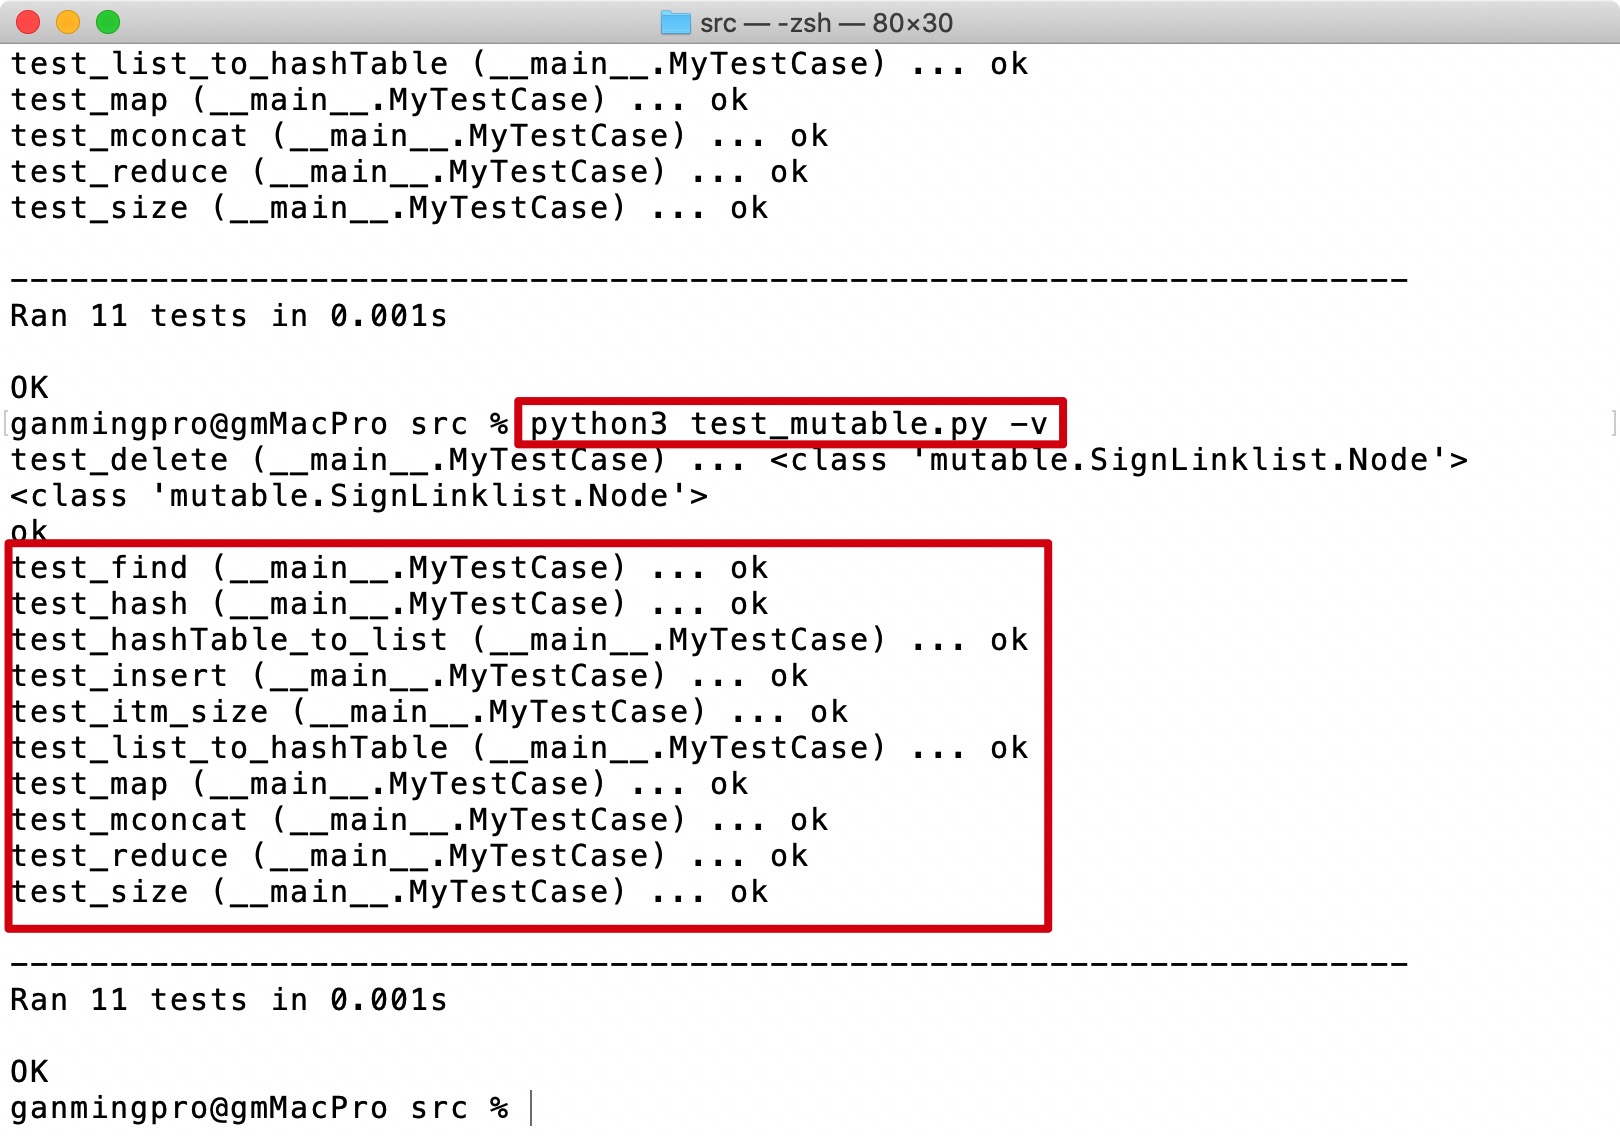 src — -zsh — 80×30
test_list_to_hashTable (__main__.MyTestCase) ... ok
test_map (__main__.MyTestCase) ... ok
test_mconcat (__main__.MyTestCase) ... ok
test_reduce (__main__.MyTestCase) ... ok
test_size (__main__.MyTestCase) ... ok
----------------------------------------------------------------------
Ran 11 tests in 0.001s
OK
ganmingpro@gmMacPro src % python3 test_mutable.py -v
test_delete (__main__.MyTestCase) ... <class 'mutable.SignLinklist.Node'>
<class 'mutable.SignLinklist.Node'>
ok
test_find (__main__.MyTestCase) ... ok
test_hash (__main__.MyTestCase) ... ok
test_hashTable_to_list (__main__.MyTestCase) ... ok
test_insert (__main__.MyTestCase) ... ok
test_itm_size (__main__.MyTestCase) ... ok
test_list_to_hashTable (__main__.MyTestCase) ... ok
test_map (__main__.MyTestCase) ... ok
test_mconcat (__main__.MyTestCase) ... ok
test_reduce (__main__.MyTestCase) ... ok
test_size (__main__.MyTestCase) ... ok
----------------------------------------------------------------------
Ran 11 tests in 0.001s
OK
ganmingpro@gmMacPro src %